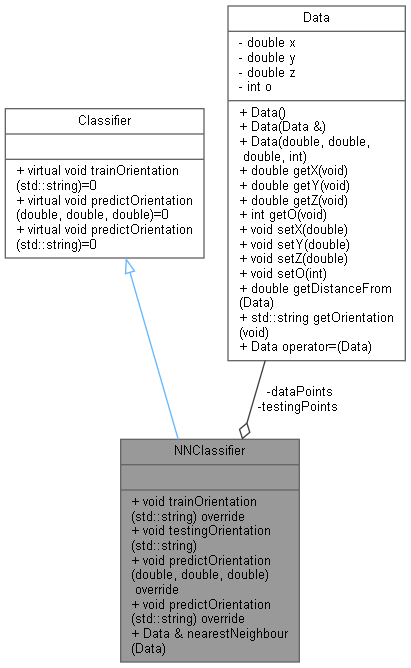 Data
- double x
- double y
- double z
- int o
+ Data()
+ Data(Data &)
+ Data(double, double,
double, int)
+ double getX(void)
+ double getY(void)
+ double getZ(void)
+ int getO(void)
+ void setX(double)
+ void setY(double)
+ void setZ(double)
+ void setO(int)
+ double getDistanceFrom
(Data)
+ std::string getOrientation
(void)
+ Data operator=(Data)
Classifier
+ virtual void trainOrientation
(std::string)=0
+ virtual void predictOrientation
(double, double, double)=0
+ virtual void predictOrientation
(std::string)=0
-dataPoints
-testingPoints
NNClassifier
+ void trainOrientation
(std::string) override
+ void testingOrientation
(std::string)
+ void predictOrientation
(double, double, double)
override
+ void predictOrientation
(std::string) override
+ Data & nearestNeighbour
(Data)